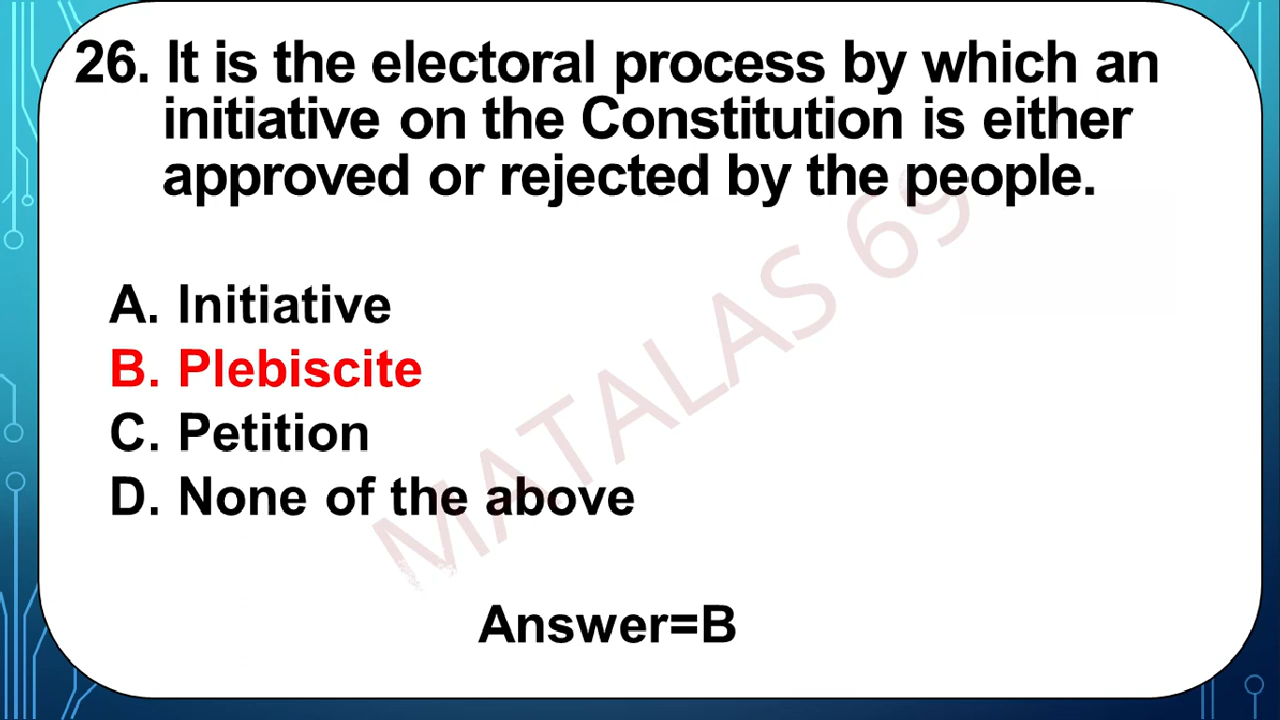 26. It is the electoral process by which an
initiative on the Constitution is either
approved or rejected by the people.
A. Initiative
B. Plebiscite
C. Petition
D. None of the above
Answer=B
MATALAS 69